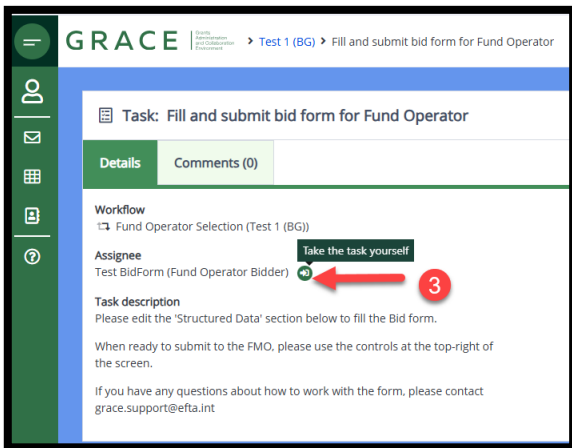 GRACE Grants Administration and Collaboration Environment > Test 1 (BG) > Fill and submit bid form for Fund Operator
Task: Fill and submit bid form for Fund Operator
Details Comments (0)
Workflow
Fund Operator Selection (Test 1 (BG))
Take the task yourself
Assignee
Test BidForm (Fund Operator Bidder)
3
Task description
Please edit the 'Structured Data' section below to fill the Bid form.
When ready to submit to the FMO, please use the controls at the top-right of
the screen.
If you have any questions about how to work with the form, please contact
grace.support@efta.int